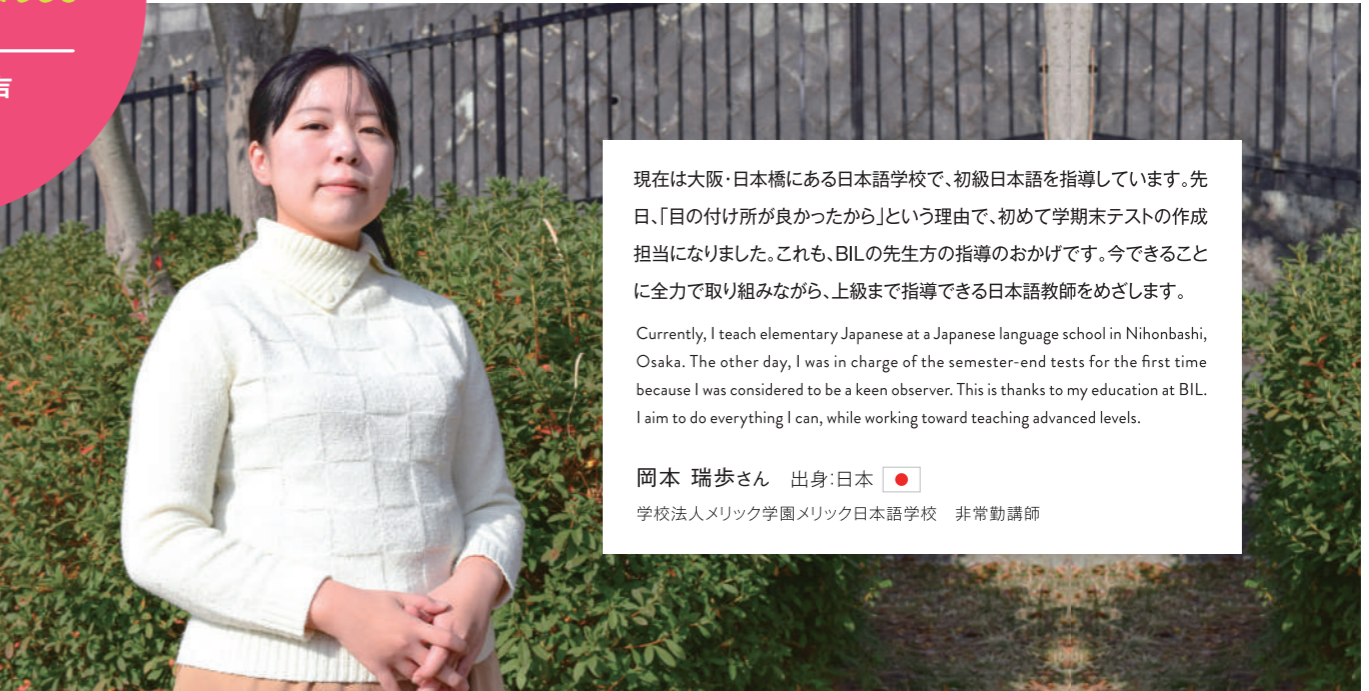 声
現在は大阪・日本橋にある日本語学校で、初級日本語を指導しています。先
日、「目の付け所が良かったから」という理由で、初めて学期末テストの作成
担当になりました。これも、BILの先生方の指導のおかげです。今できること
に全力で取り組みながら、上級まで指導できる日本語教師をめざします。
Currently, I teach elementary Japanese at a Japanese language school in Nihonbashi,
Osaka. The other day, I was in charge of the semester-end tests for the first time
because I was considered to be a keen observer. This is thanks to my education at BIL.
I aim to do everything I can, while working toward teaching advanced levels.
岡本 瑞歩さん 出身:日本
学校法人メリック学園メリック日本語学校　非常勤講師